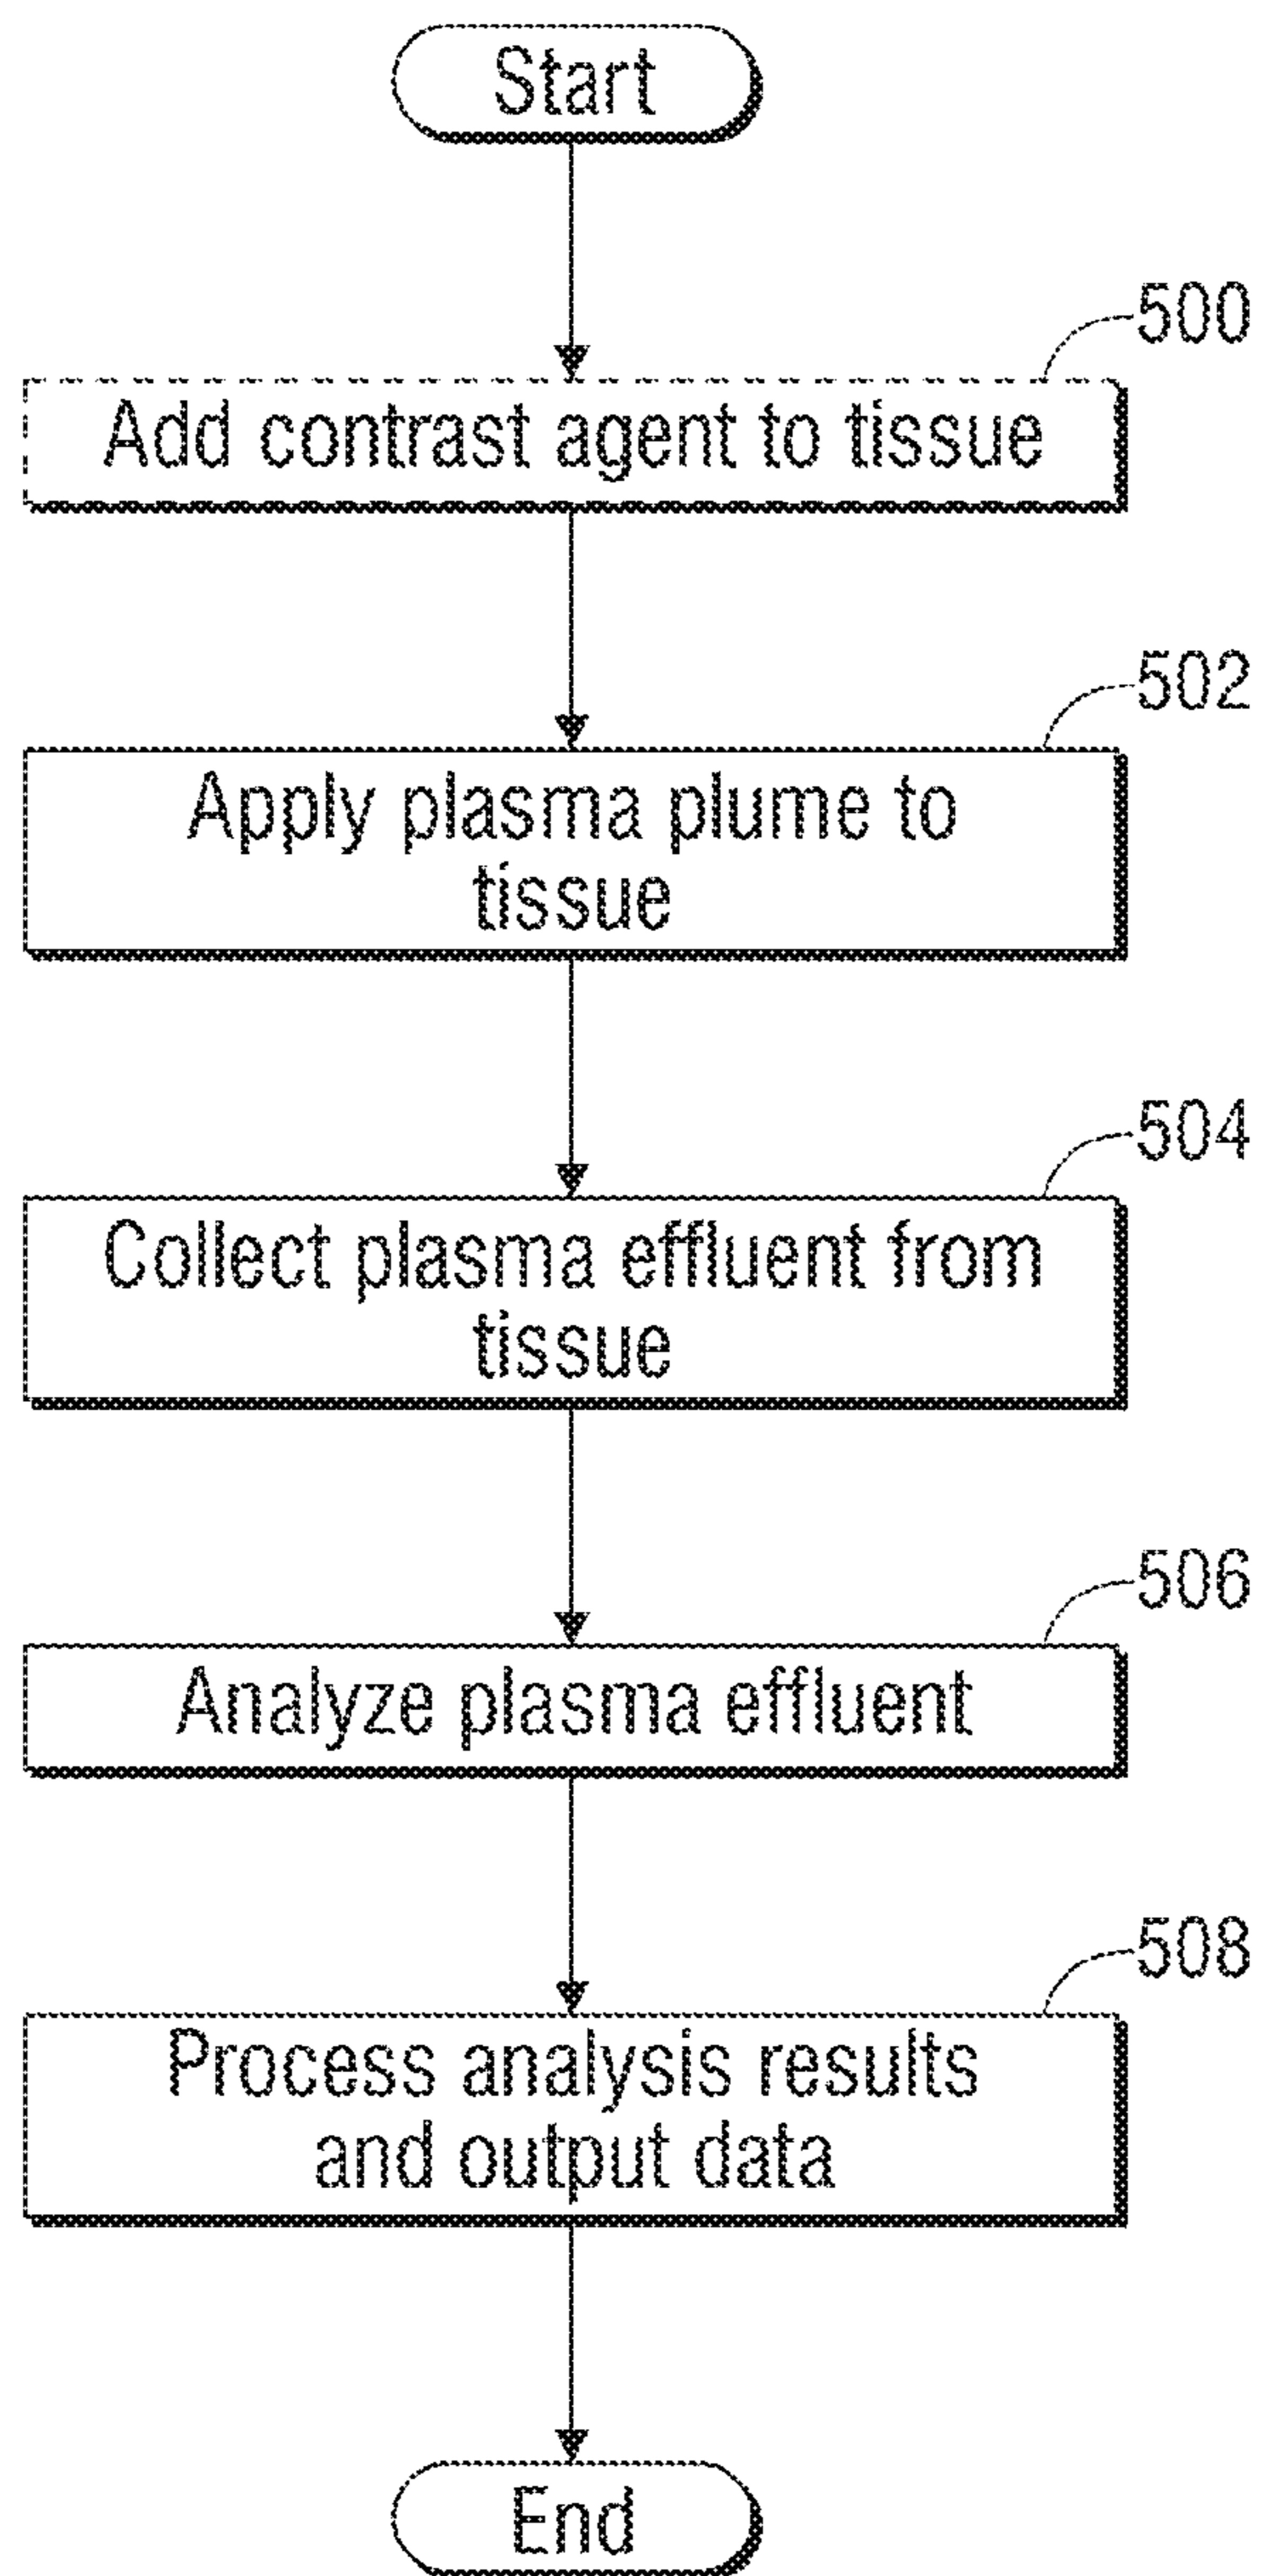 Start
500
Add contrast agent to tissue
502
Apply plasma plume to
tissue
504
Collect plasma effluent from
tissue
506
Analyze plasma effluent
508
Process analysis results
and output data
End